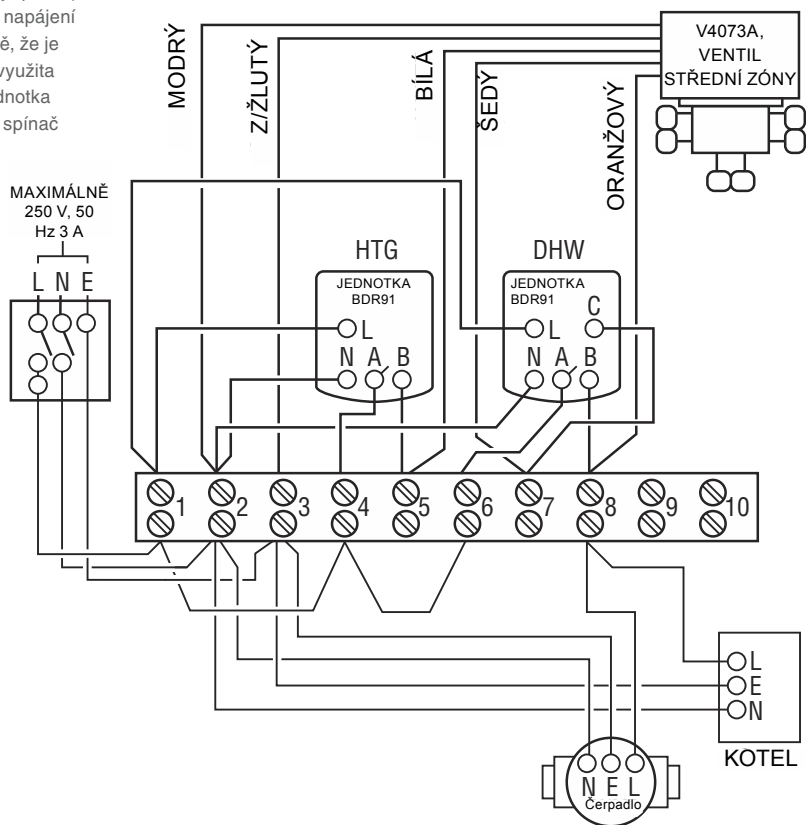 napájení
ě, že je
využita
dnotka
spínač
MODRÝ
Z/ŽLUTÝ
BÍLÁ
ŠEDÝ
ORANŽOVÝ
V4073A,
VENTIL
STŘEDNÍ ZÓNY
MAXIMÁLNĚ
250 V, 50
Hz 3 A
L N E
HTG
JEDNOTKA
BDR91
L
N A B
DHW
JEDNOTKA
BDR91
C
L
N A B
1 2 3 4 5 6 7 8 9 10
L
E
N
KOTEL
N E L
Čerpadlo